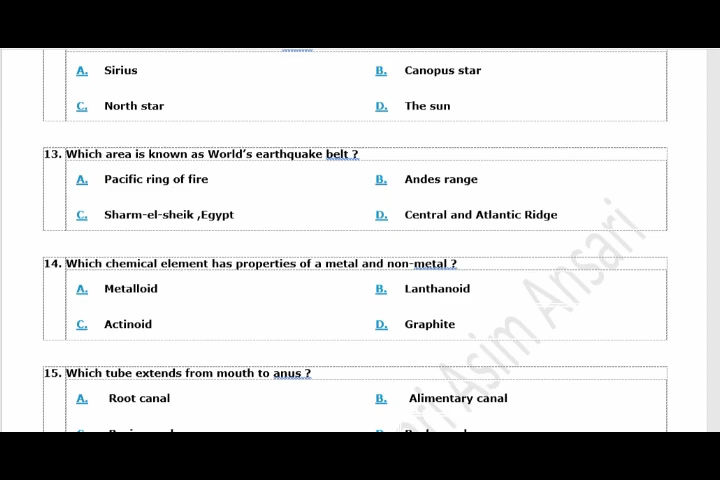 A. Sirius B. Canopus star
C. North star D. The sun
13. Which area is known as World’s earthquake belt ?
A. Pacific ring of fire B. Andes range
C. Sharm-el-sheik ,Egypt D. Central and Atlantic Ridge
14. Which chemical element has properties of a metal and non-metal ?
A. Metalloid B. Lanthanoid
C. Actinoid D. Graphite
15. Which tube extends from mouth to anus ?
A. Root canal B. Alimentary canal
Asim Ansari